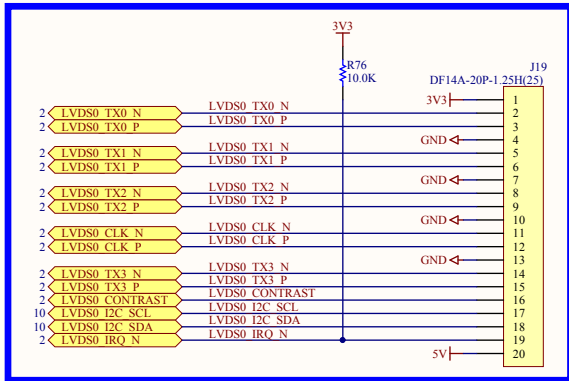 3V3
R76
10.0K
J19
DF14A-20P-1.25H(25)
3V3 1
2 LVDS0_TX0_N LVDS0_TX0_N 2
2 LVDS0_TX0_P LVDS0_TX0_P 3
GND 4
2 LVDS0_TX1_N LVDS0_TX1_N 5
2 LVDS0_TX1_P LVDS0_TX1_P 6
GND 7
2 LVDS0_TX2_N LVDS0_TX2_N 8
2 LVDS0_TX2_P LVDS0_TX2_P 9
GND 10
2 LVDS0_CLK_N LVDS0_CLK_N 11
2 LVDS0_CLK_P LVDS0_CLK_P 12
GND 13
2 LVDS0_TX3_N LVDS0_TX3_N 14
2 LVDS0_TX3_P LVDS0_TX3_P 15
2 LVDS0_CONTRAST LVDS0_CONTRAST 16
10 LVDS0_I2C_SCL LVDS0_I2C_SCL 17
10 LVDS0_I2C_SDA LVDS0_I2C_SDA 18
2 LVDS0_IRQ_N LVDS0_IRQ_N 19
5V 20